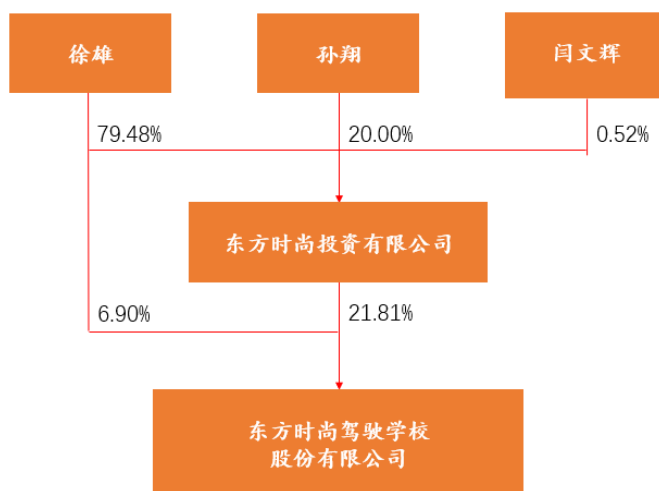 徐雄
孙翔
闫文辉
79.48%
20.00%
0.52%
东方时尚投资有限公司
6.90%
21.81%
东方时尚驾驶学校
股份有限公司